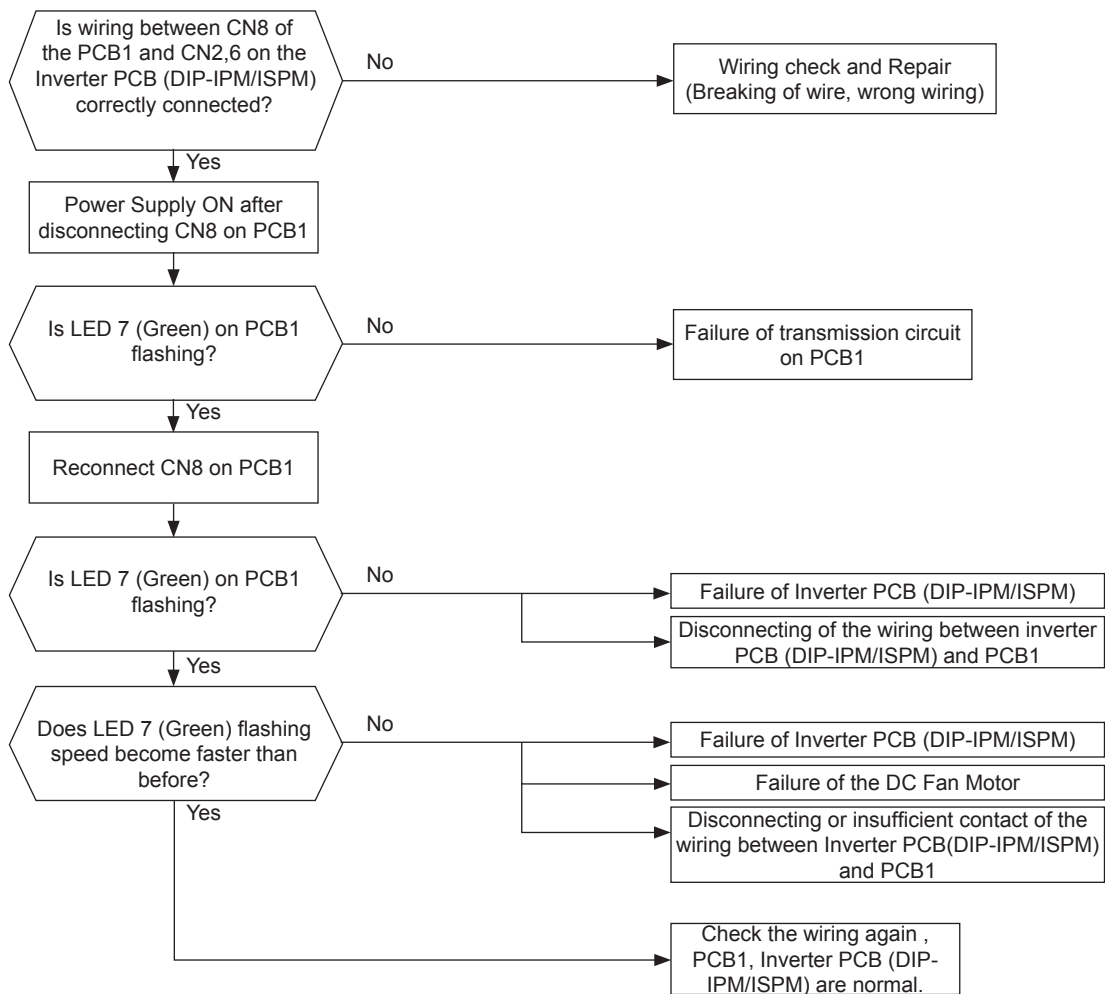 Is wiring between CN8 of
the PCB1 and CN2,6 on the
Inverter PCB (DIP-IPM/ISPM)
correctly connected?
No
Wiring check and Repair
(Breaking of wire, wrong wiring)
Yes
Power Supply ON after
disconnecting CN8 on PCB1
Is LED 7 (Green) on PCB1
flashing?
No
Failure of transmission circuit
on PCB1
Yes
Reconnect CN8 on PCB1
Is LED 7 (Green) on PCB1
flashing?
No
Failure of Inverter PCB (DIP-IPM/ISPM)
Disconnecting of the wiring between inverter
PCB (DIP-IPM/ISPM) and PCB1
Yes
Does LED 7 (Green) flashing
speed become faster than
before?
No
Failure of Inverter PCB (DIP-IPM/ISPM)
Failure of the DC Fan Motor
Disconnecting or insufficient contact of the
wiring between Inverter PCB(DIP-IPM/ISPM)
and PCB1
Yes
Check the wiring again ,
PCB1, Inverter PCB (DIP-
IPM/ISPM) are normal.